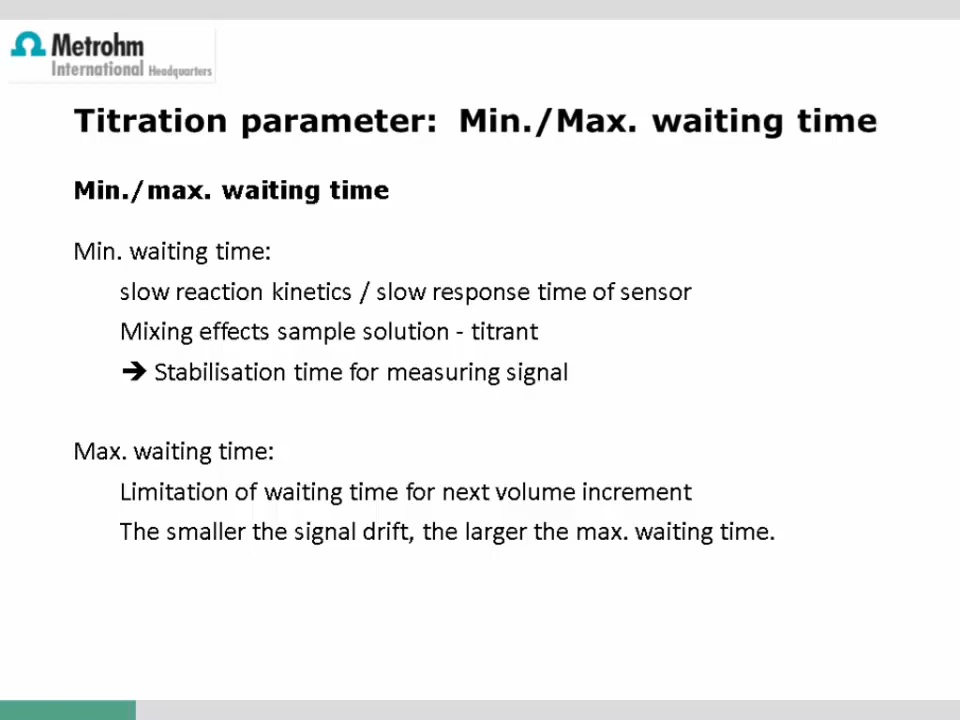 Metrohm
International Headquarters
Titration parameter: Min./Max. waiting time
Min./max. waiting time
Min. waiting time:
slow reaction kinetics / slow response time of sensor
Mixing effects sample solution - titrant
➔ Stabilisation time for measuring signal
Max. waiting time:
Limitation of waiting time for next volume increment
The smaller the signal drift, the larger the max. waiting time.